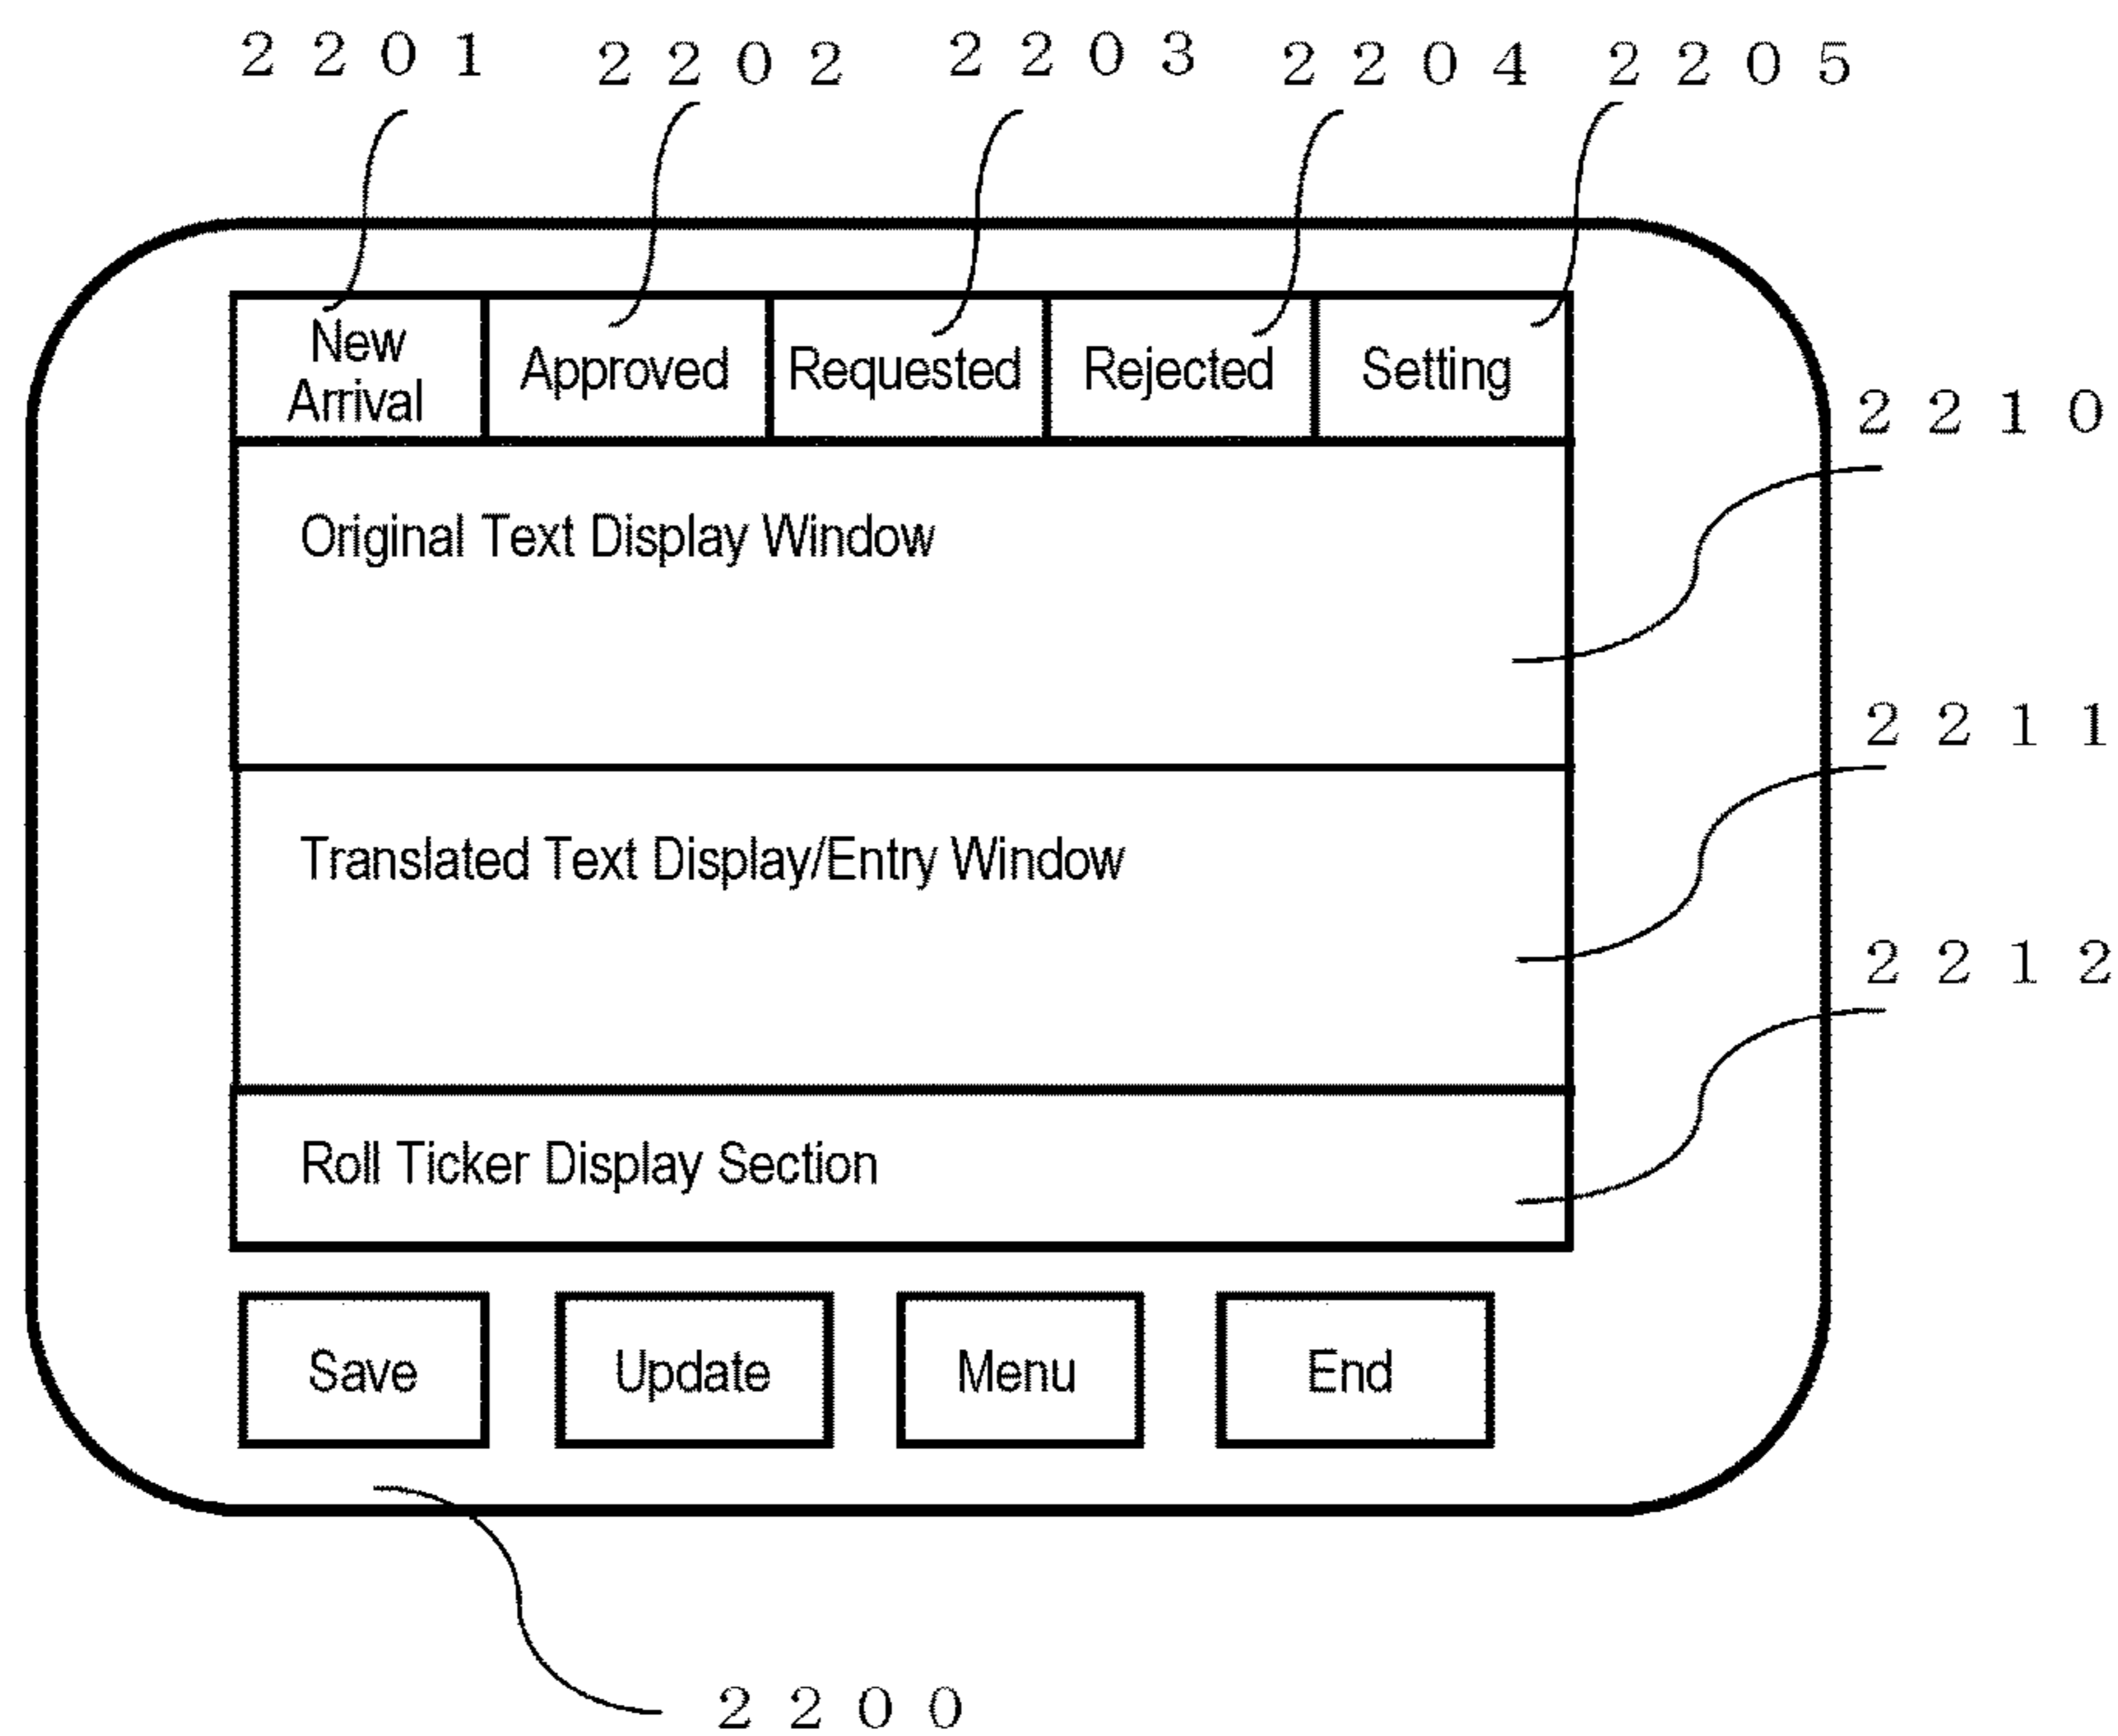 2201 2202 2203 2204 2205
New Arrival Approved Requested Rejected Setting
2210
Original Text Display Window
2211
Translated Text Display/Entry Window
2212
Roll Ticker Display Section
Save Update Menu End
2200